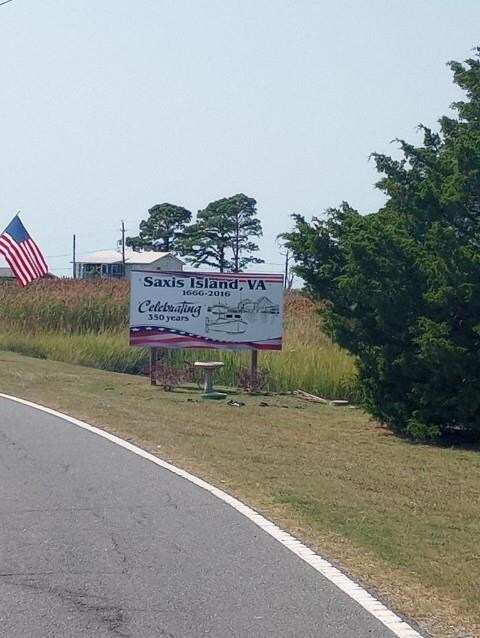 Saxis Island, VA
1666-2016
Celebrating
350 years